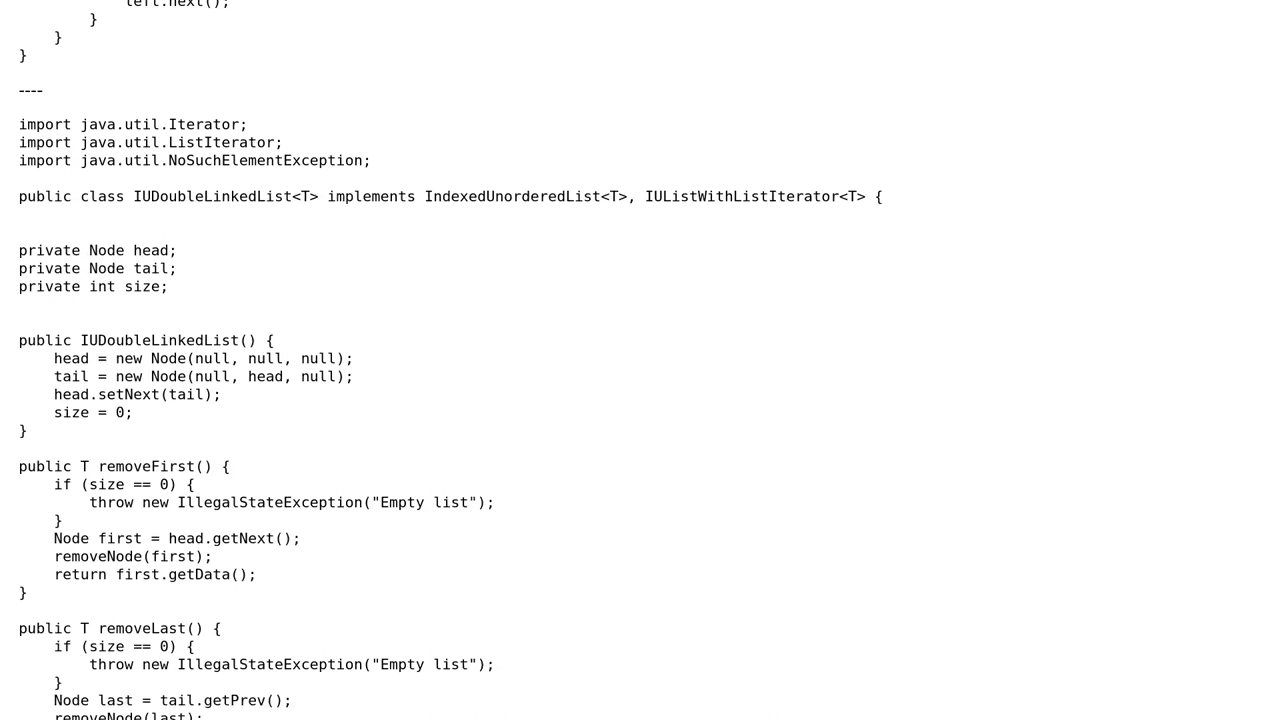 left.next();
        }
    }
}
----
import java.util.Iterator;
import java.util.ListIterator;
import java.util.NoSuchElementException;
public class IUDoubleLinkedList<T> implements IndexedUnorderedList<T>, IUListWithListIterator<T> {
private Node head;
private Node tail;
private int size;
public IUDoubleLinkedList() {
    head = new Node(null, null, null);
    tail = new Node(null, head, null);
    head.setNext(tail);
    size = 0;
}
public T removeFirst() {
    if (size == 0) {
        throw new IllegalStateException("Empty list");
    }
    Node first = head.getNext();
    removeNode(first);
    return first.getData();
}
public T removeLast() {
    if (size == 0) {
        throw new IllegalStateException("Empty list");
    }
    Node last = tail.getPrev();
    removeNode(last);